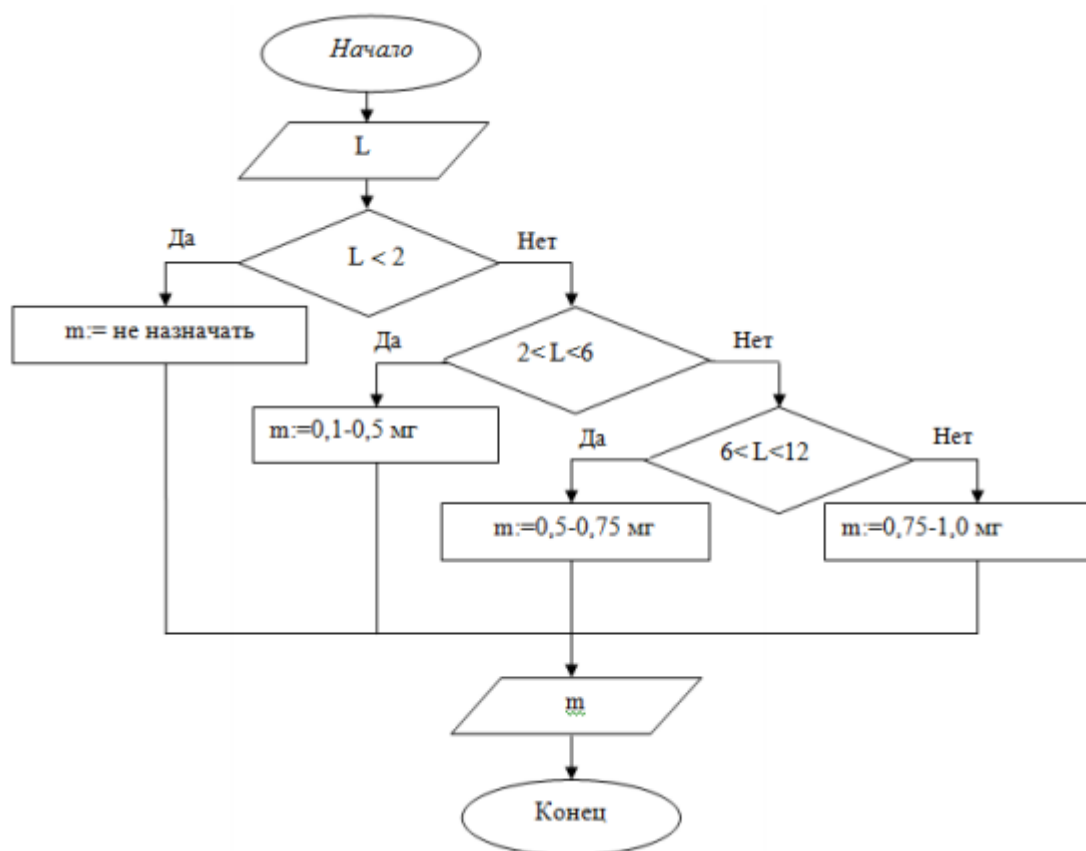 Начало
L
Да
L < 2
Нет
m:= не назначать
Да
2< L<6
Нет
m:=0,1-0,5 мг
Да
6< L<12
Нет
m:=0,5-0,75 мг
m:=0,75-1,0 мг
m
Конец